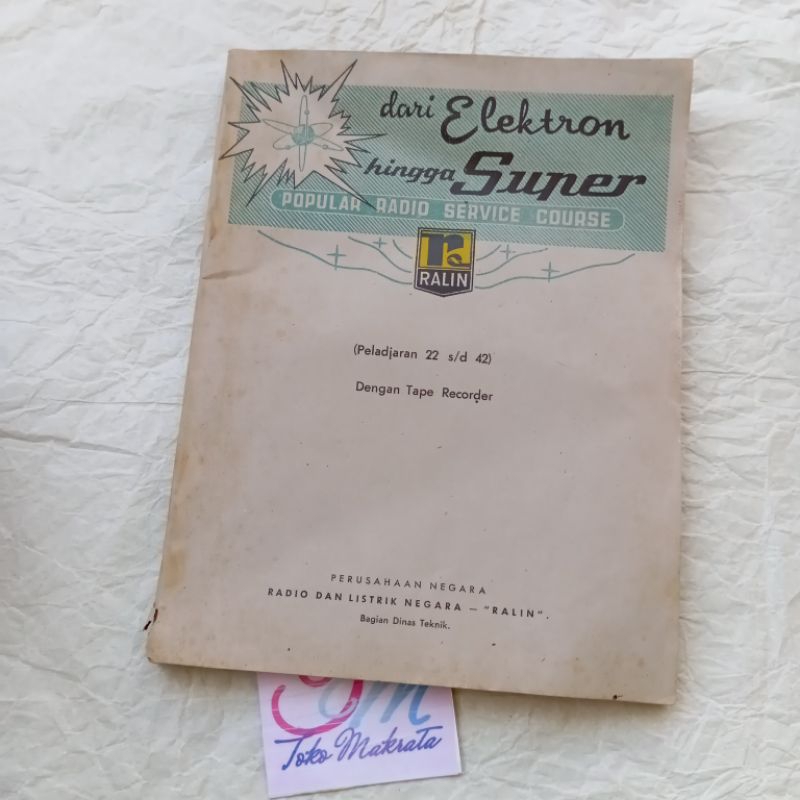 dari Elektron
hingga Super
POPULAR RADIO SERVICE COURSE
RALIN
(Peladjaran 22 s/d 42)
Dengan Tape Recorder
PERUSAHAAN NEGARA
RADIO DAN LISTRIK NEGARA — "RALIN".
Bagian Dinas Teknik.
Toko Makrata